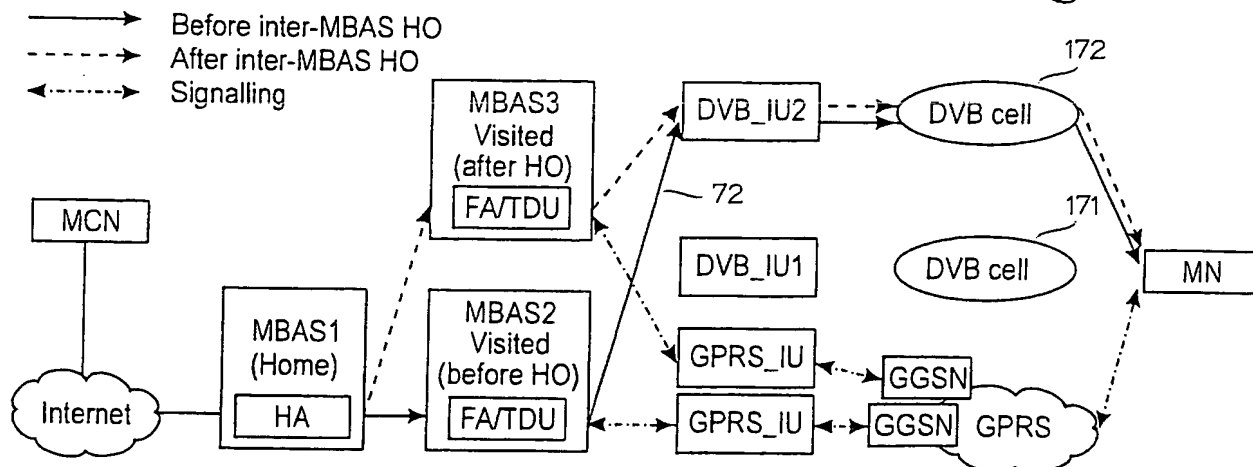 Before inter-MBAS HO
After inter-MBAS HO
Signalling
MCN
Internet
MBAS1
(Home)
HA
MBAS3
Visited
(after HO)
FA/TDU
MBAS2
Visited
(before HO)
FA/TDU
72
DVB_IU2
DVB_IU1
GPRS_IU
GPRS_IU
172
DVB cell
171
DVB cell
GGSN
GGSN
GPRS
MN